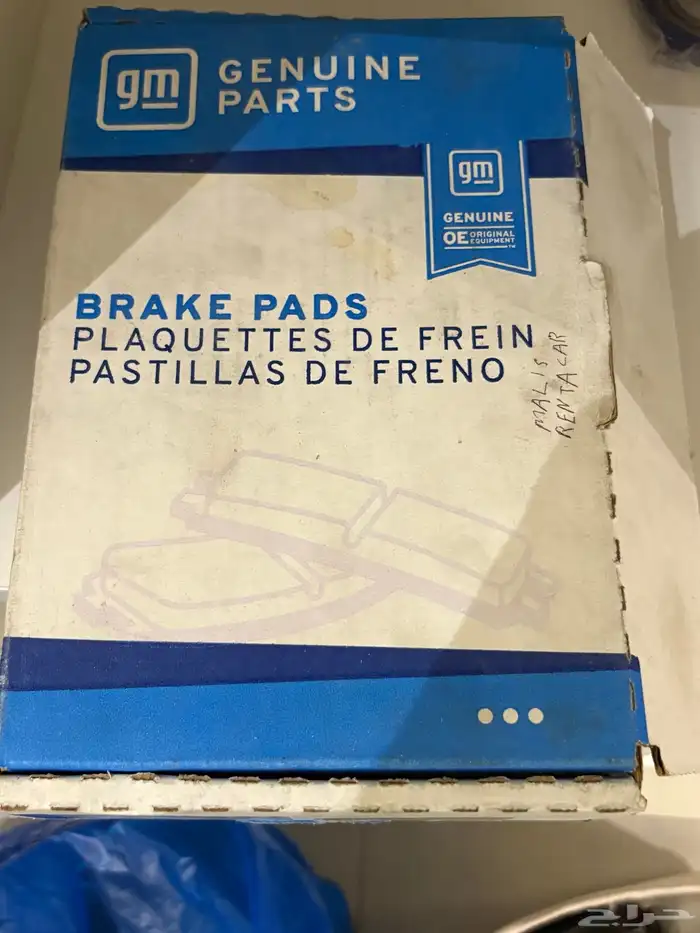 gm GENUINE
PARTS
gm
GENUINE
OE ORIGINAL
EQUIPMENT
TM
BRAKE PADS
PLAQUETTES DE FREIN
PASTILLAS DE FRENO
MALIS
RENTACAR
حراج